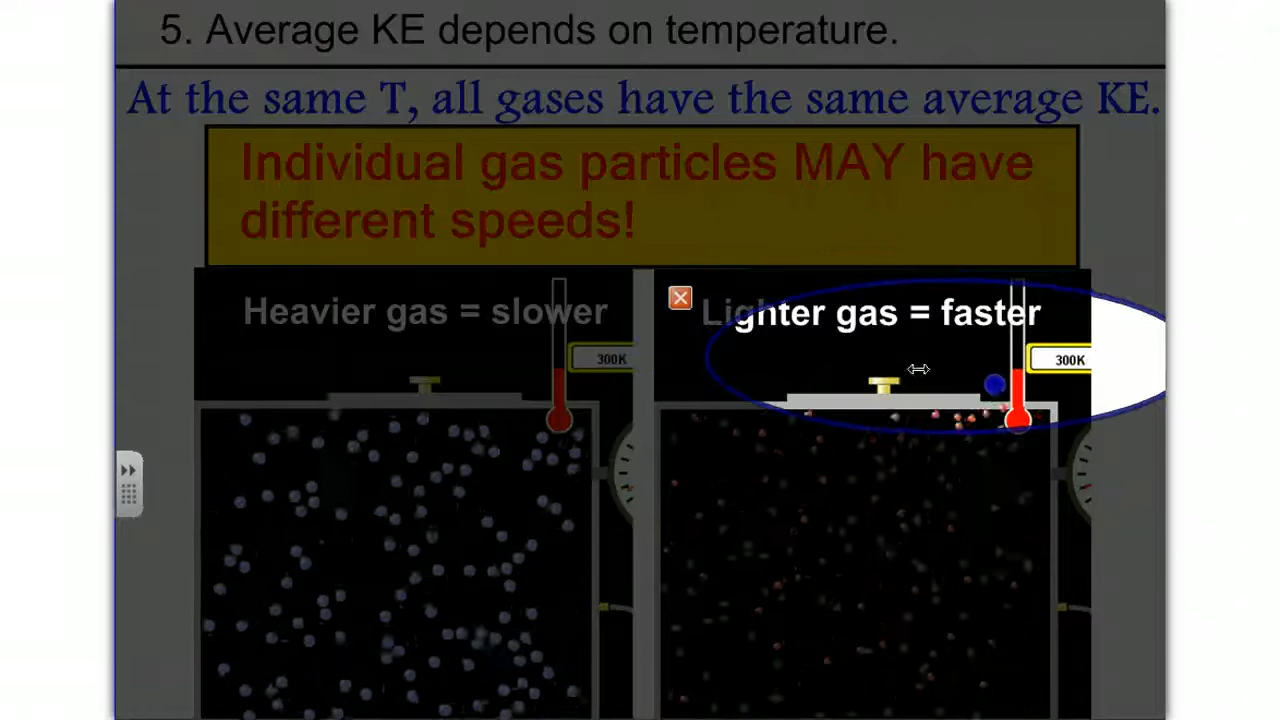 5. Average KE depends on temperature.
At the same T, all gases have the same average KE.
Individual gas particles MAY have
different speeds!
Heavier gas = slower
Lighter gas = faster
300K
300K